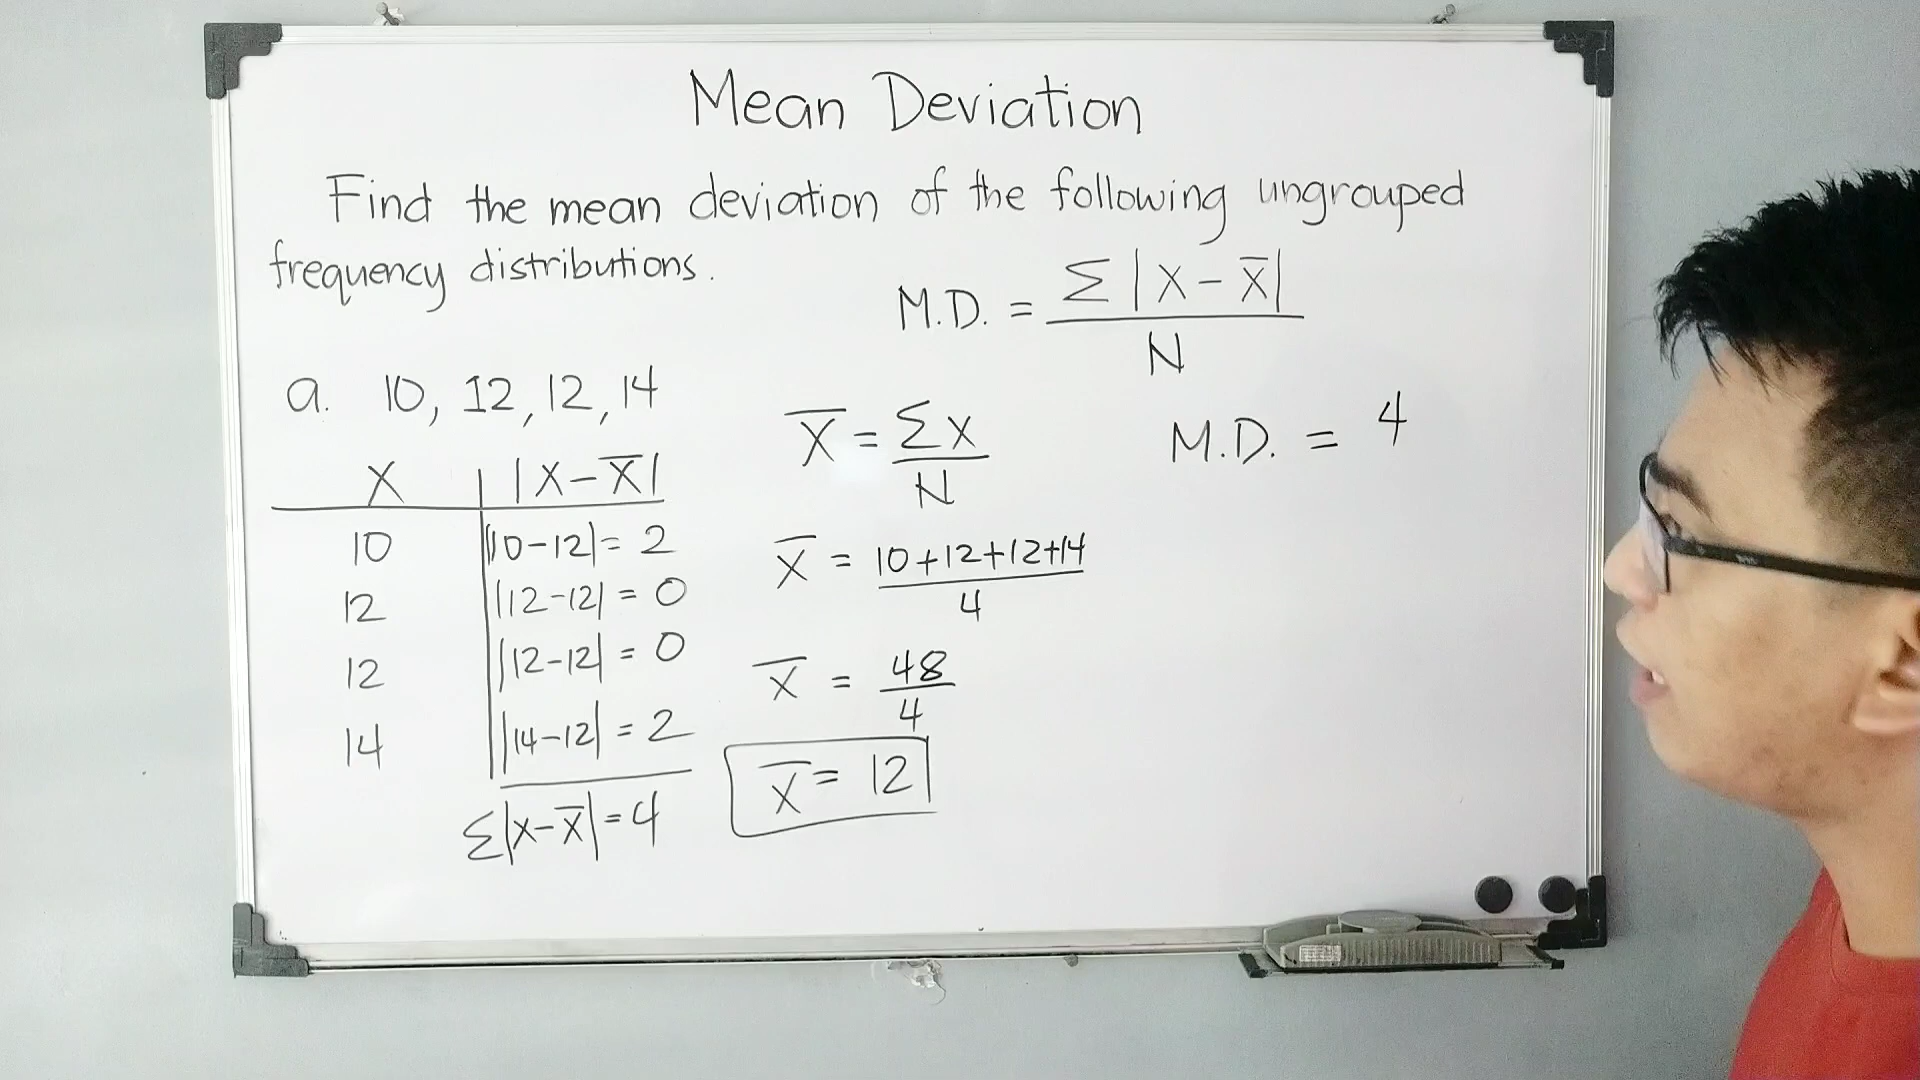 Mean Deviation
Find the mean deviation of the following ungrouped
frequency distributions.
M.D. = Σ|X-X̅|
N
a. 10, 12, 12, 14
X |X-X̅|
10 |10-12|= 2
12 |12-12| = 0
12 |12-12| = 0
14 |14-12| = 2
Σ|X-X̅|=4
X̅ = ΣX
N
X̅ = 10+12+12+14
4
X̅ = 48
4
X̅ = 12
M.D. = 4